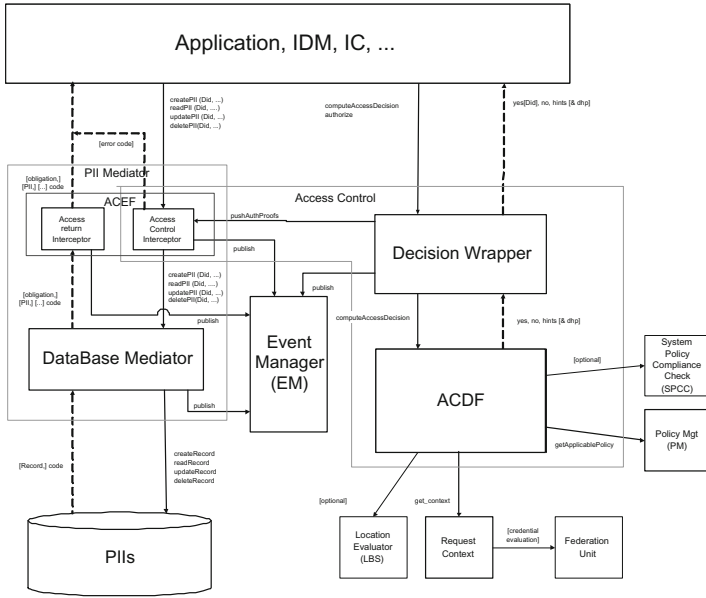 Application, IDM, IC, ...
createPII (Did, ...)
readPII (Did, ....)
updatePII (Did, ...)
deletePII(Did, ...)
computeAccessDecision
authorize
yes[Did], no, hints [& dhp]
[error code]
PII Mediator
[obligation,]
[PII,] [...] code
ACEF
Access Control
Access
return
Interceptor
Access
Control
Interceptor
pushAuthProofs
publish
Decision Wrapper
createPII (Did, ...)
readPII (Did, ....)
updatePII (Did, ...)
deletePII(Did, ...)
publish
[obligation,]
[PII,] [...] code
publish
computeAccessDecision
yes, no, hints [& dhp]
DataBase Mediator
Event
Manager
(EM)
ACDF
[optional]
System
Policy
Compliance
Check
(SPCC)
publish
getApplicablePolicy
Policy Mgt
(PM)
[Record,] code
createRecord
readRecord
updateRecord
deleteRecord
[optional]
get_context
Location
Evaluator
(LBS)
Request
Context
[credential
evaluation]
Federation
Unit
PIIs